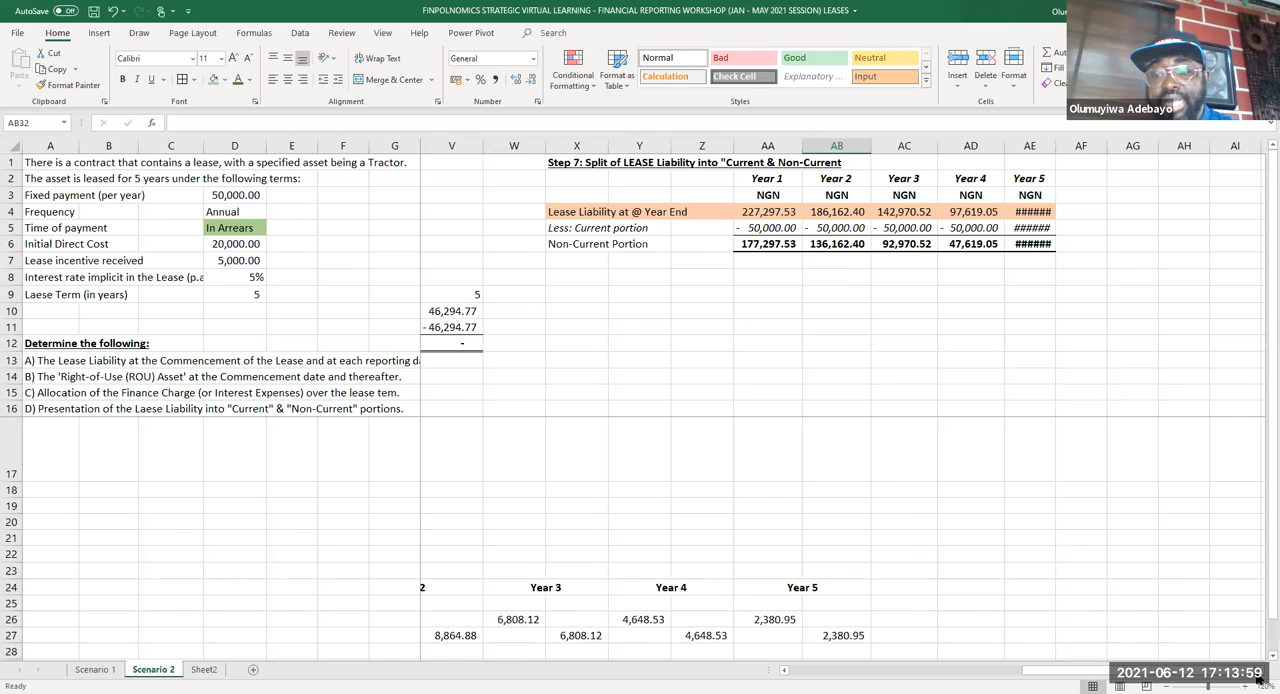 AutoSave Off FINPOLNOMICS STRATEGIC VIRTUAL LEARNING - FINANCIAL REPORTING WORKSHOP (JAN - MAY 2021 SESSION) LEASES
File Home Insert Draw Page Layout Formulas Data Review View Help Power Pivot Search
Paste Cut Copy Format Painter Clipboard
Calibri 11 B I U Font
Wrap Text Merge & Center Alignment
General Number
Conditional Formatting Format as Table
Normal Bad Good Neutral
Calculation Check Cell Explanatory ... Input
Styles
Insert Delete Format Cells
Olumuyiwa Adebayo
AB32 fx
A B C D E F G V W X Y Z AA AB AC AD AE AF AG AH AI
1 There is a contract that contains a lease, with a specified asset being a Tractor. Step 7: Split of LEASE Liability into "Current & Non-Current
2 The asset is leased for 5 years under the following terms: Year 1 Year 2 Year 3 Year 4 Year 5
3 Fixed payment (per year) 50,000.00 NGN NGN NGN NGN NGN
4 Frequency Annual Lease Liability at @ Year End 227,297.53 186,162.40 142,970.52 97,619.05 ######
5 Time of payment In Arrears Less: Current portion - 50,000.00 - 50,000.00 - 50,000.00 - 50,000.00 ######
6 Initial Direct Cost 20,000.00 Non-Current Portion 177,297.53 136,162.40 92,970.52 47,619.05 ######
7 Lease incentive received 5,000.00
8 Interest rate implicit in the Lease (p.a 5%
9 Laese Term (in years) 5 5
10 46,294.77
11 - 46,294.77
12 Determine the following: -
13 A) The Lease Liability at the Commencement of the Lease and at each reporting da
14 B) The 'Right-of-Use (ROU) Asset' at the Commencement date and thereafter.
15 C) Allocation of the Finance Charge (or Interest Expenses) over the lease tem.
16 D) Presentation of the Laese Liability into "Current" & "Non-Current" portions.
17
18
19
20
21
22
23
24 2 Year 3 Year 4 Year 5
25
26 6,808.12 4,648.53 2,380.95
27 8,864.88 6,808.12 4,648.53 2,380.95
28
Scenario 1 Scenario 2 Sheet2
2021-06-12 17:13:59
Ready